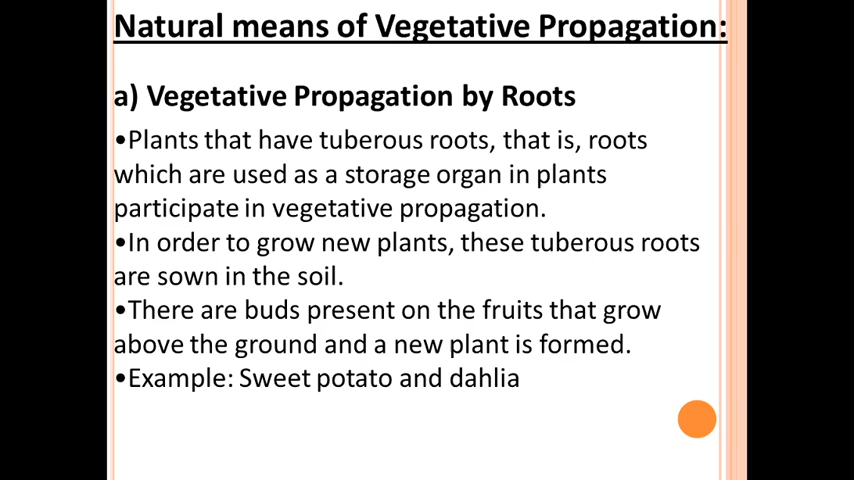 Natural means of Vegetative Propagation:
a) Vegetative Propagation by Roots
•Plants that have tuberous roots, that is, roots
which are used as a storage organ in plants
participate in vegetative propagation.
•In order to grow new plants, these tuberous roots
are sown in the soil.
•There are buds present on the fruits that grow
above the ground and a new plant is formed.
•Example: Sweet potato and dahlia